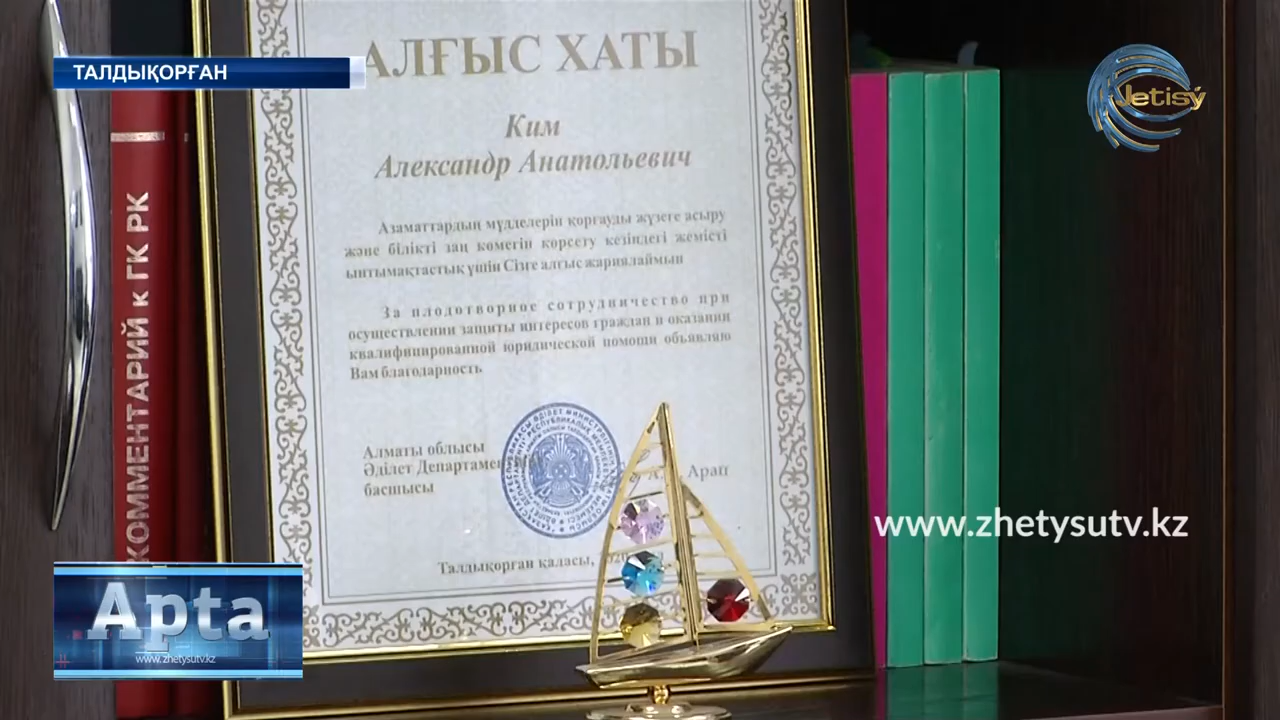 ТАЛДЫҚОРҒАН
Jetisý
АЛҒЫС ХАТЫ
Ким
Александр Анатольевич
Азаматтардың мүдделерін қорғауды жүзеге асыру
және білікті заң көмегін көрсету кезіндегі жемісті
ынтымақтастық үшін Сізге алғыс жариялаймын
За плодотворное сотрудничество при
осуществлении защиты интересов граждан и оказании
квалифицированной юридической помощи объявляю
Вам благодарность
Алматы облысы
Әділет Департаменті
басшысы
Арап
Талдықорған қаласы,
КОММЕНТАРИЙ к ГК РК
www.zhetysutv.kz
Apta
www.zhetysutv.kz